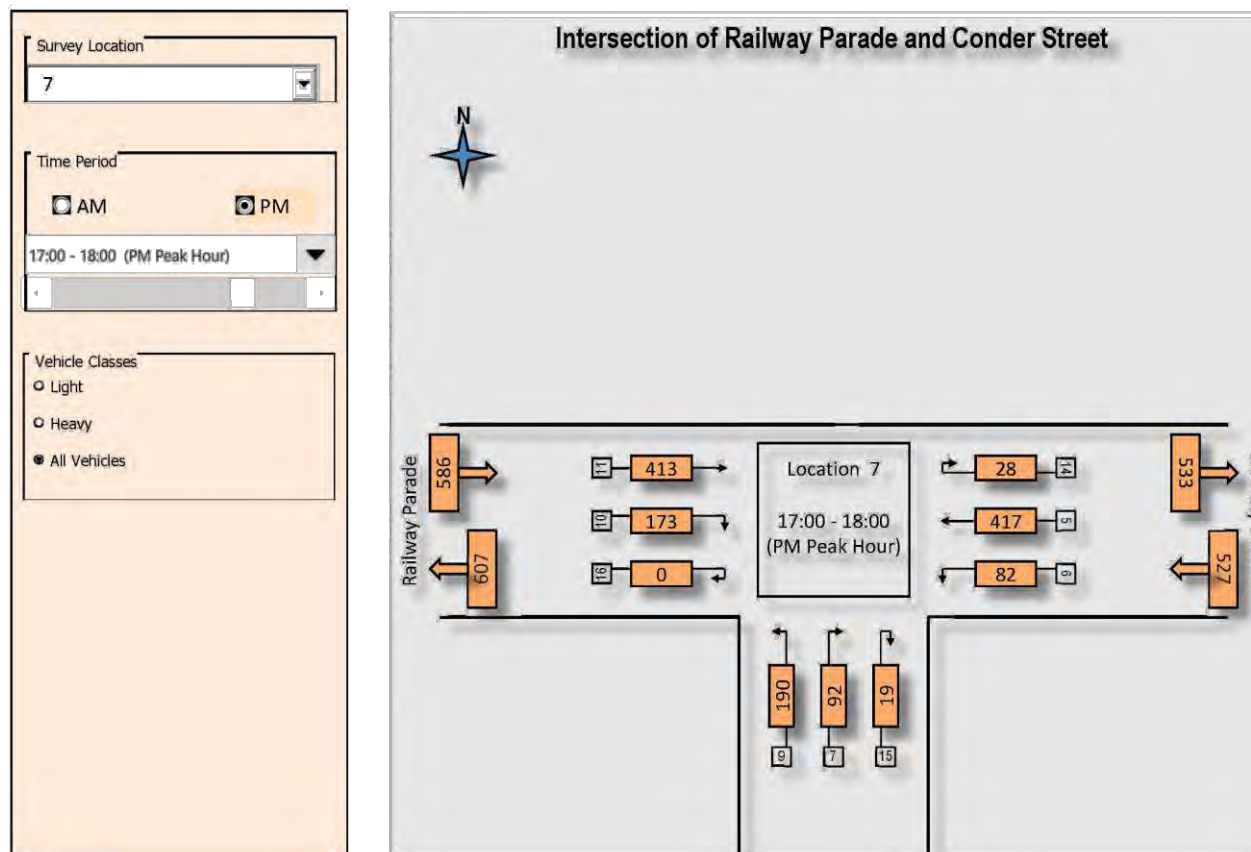 Survey Location
7
Time Period
AM
PM
17:00 - 18:00 (PM Peak Hour)
Vehicle Classes
Light
Heavy
All Vehicles
Intersection of Railway Parade and Conder Street
N
Railway Parade
586
607
11
413
10
173
16
0
Location 7
17:00 - 18:00
(PM Peak Hour)
28
14
417
5
82
6
533
527
190
92
19
9
7
15